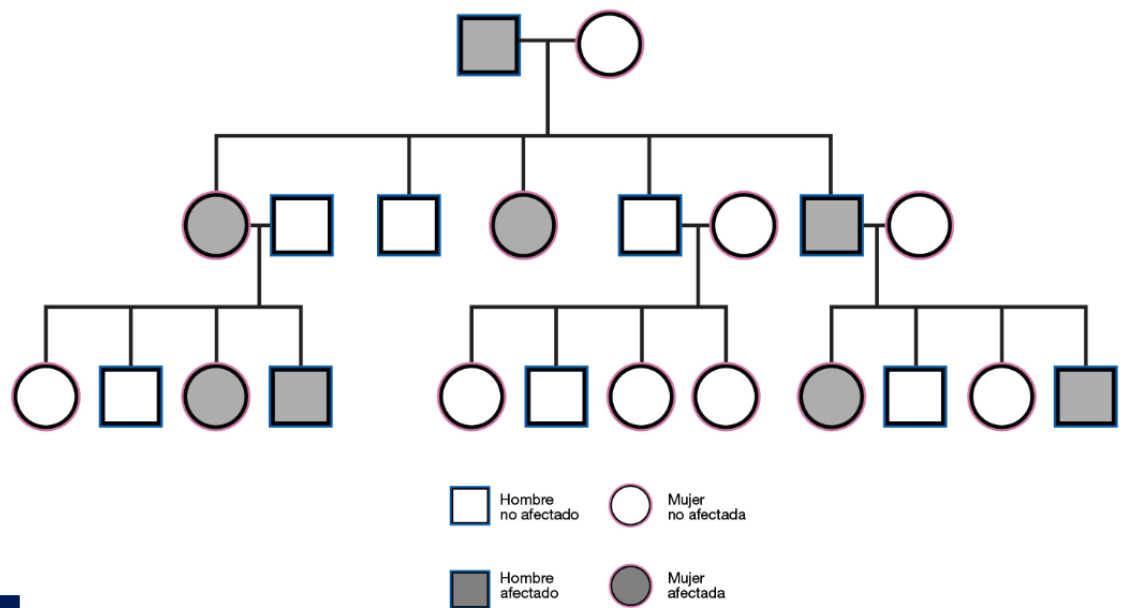 Hombre
no afectado
Mujer
no afectada
Hombre
afectado
Mujer
afectada